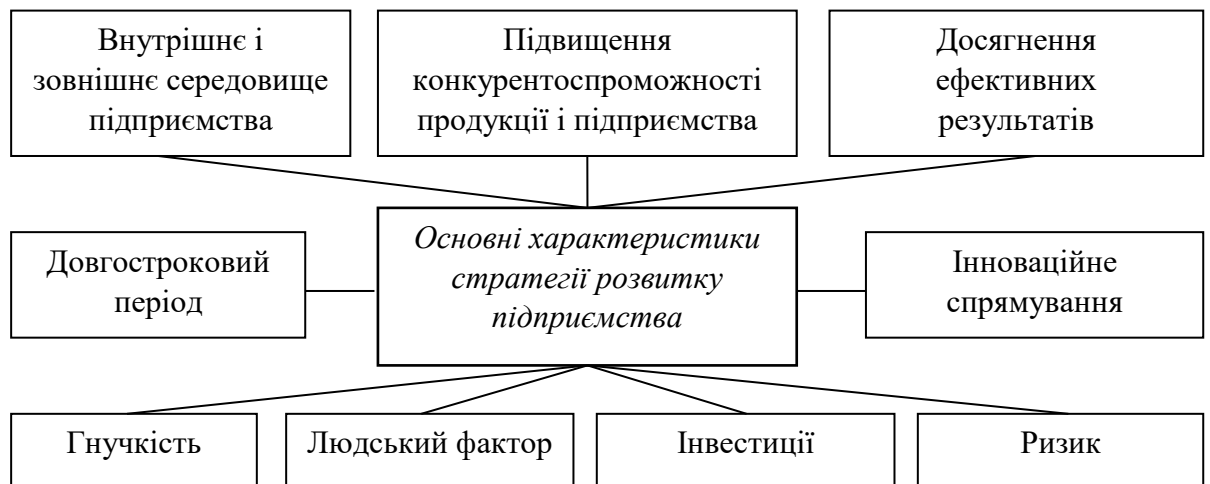 Внутрішнє і
зовнішнє середовище
підприємства
Підвищення
конкурентоспроможності
продукції і підприємства
Досягнення
ефективних
результатів
Довгостроковий
період
Основні характеристики
стратегії розвитку
підприємства
Інноваційне
спрямування
Гнучкість
Людський фактор
Інвестиції
Ризик